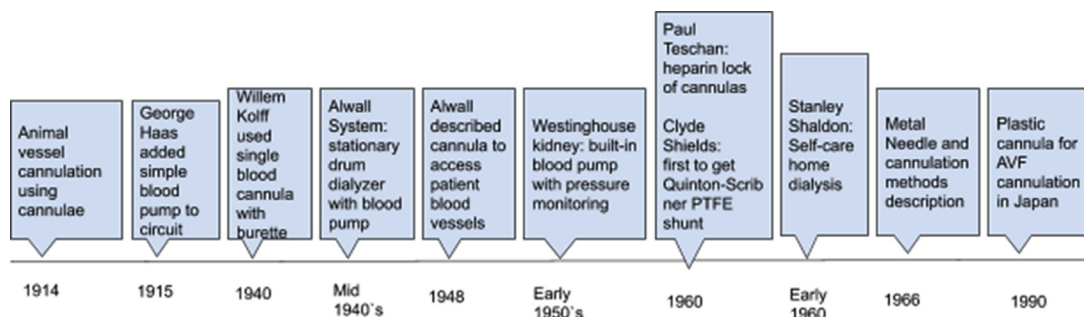 Animal
vessel
cannulation
using
cannulae
George
Haas
added
simple
blood
pump to
circuit
Willem
Kolff
used
single
blood
cannula
with
burette
Alwall
System:
stationary
drum
dialyzer
with blood
pump
Alwall
described
cannula to
access
patient
blood
vessels
Westinghouse
kidney: built-in
blood pump
with pressure
monitoring
Paul
Teschan:
heparin lock
of cannulas
Clyde
Shields:
first to get
Quinton-Scrib
ner PTFE
shunt
Stanley
Shaldon:
Self-care
home
dialysis
Metal
Needle and
cannulation
methods
description
Plastic
cannula for
AVF
cannulation
in Japan
1914
1915
1940
Mid
1940`s
1948
Early
1950`s
1960
Early
1960
1966
1990